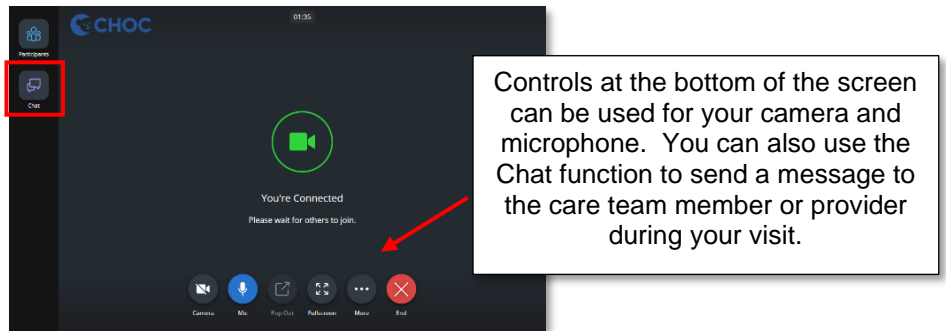 CHOC
01:35
Participants
Chat
You're Connected
Please wait for others to join.
Camera
Mic
Pop Out
Fullscreen
More
End
Controls at the bottom of the screen
can be used for your camera and
microphone.  You can also use the
Chat function to send a message to
the care team member or provider
during your visit.